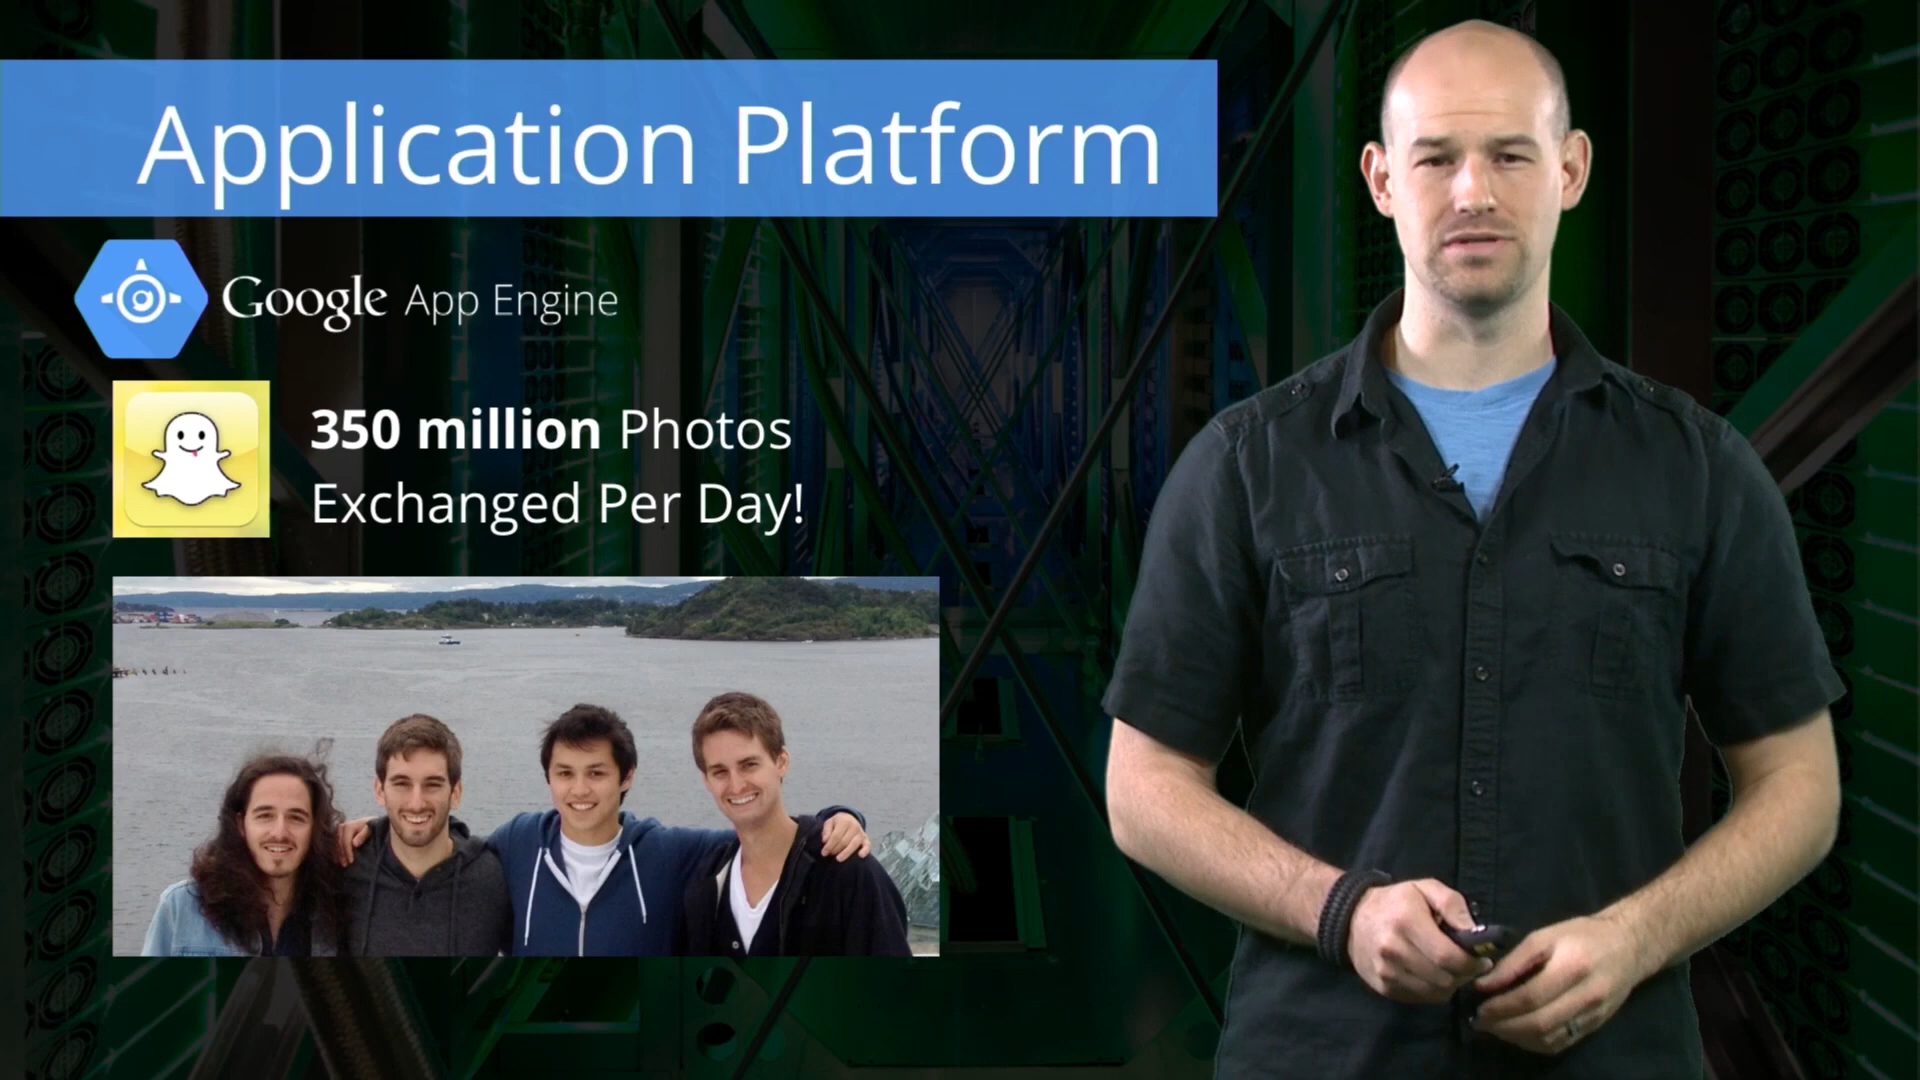 Application Platform
Google App Engine
350 million Photos
Exchanged Per Day!